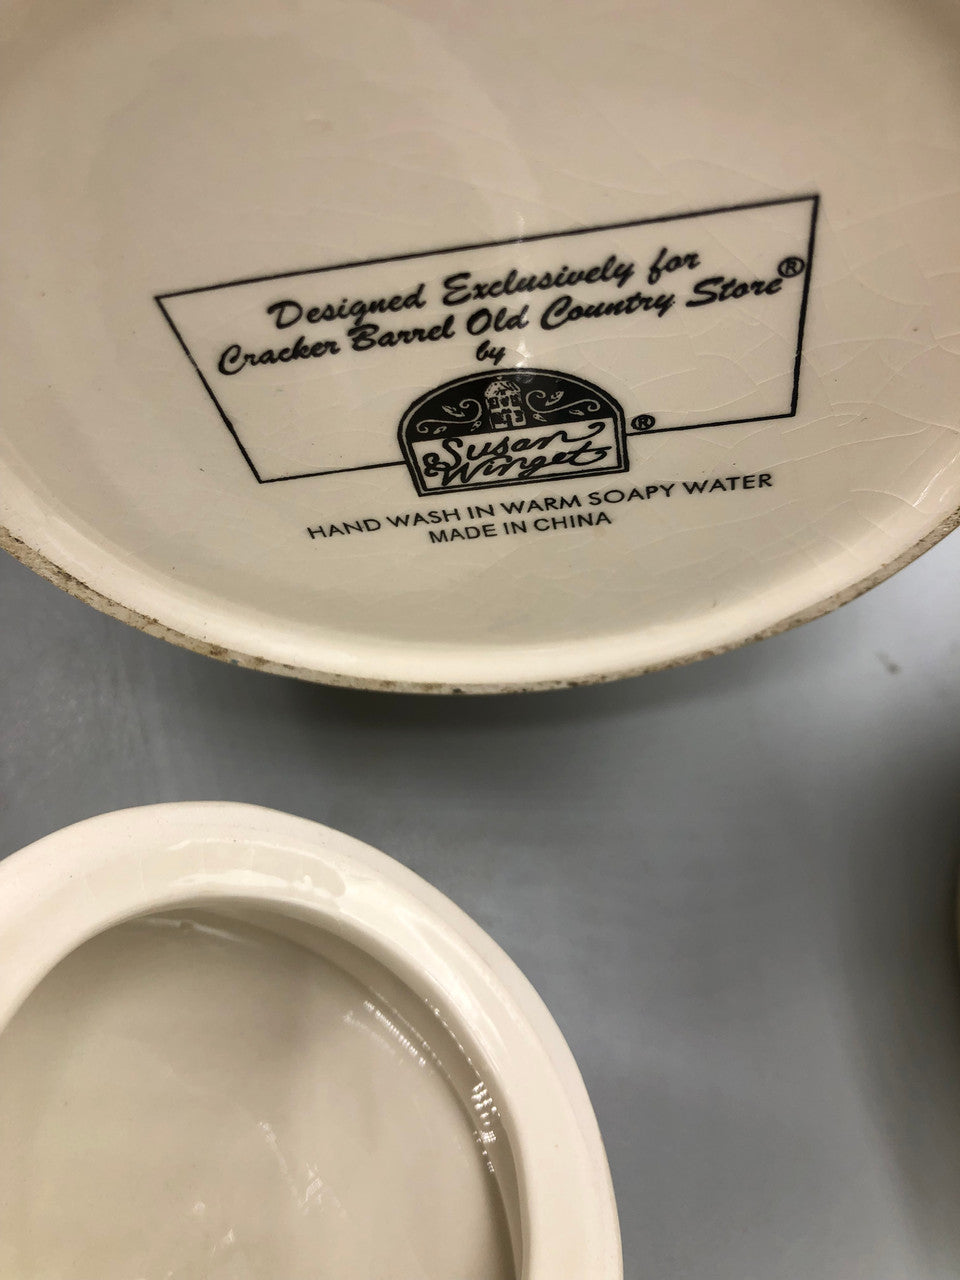 Designed Exclusively for
Cracker Barrel Old Country Store®
by
Susan
Winget ®
HAND WASH IN WARM SOAPY WATER
MADE IN CHINA